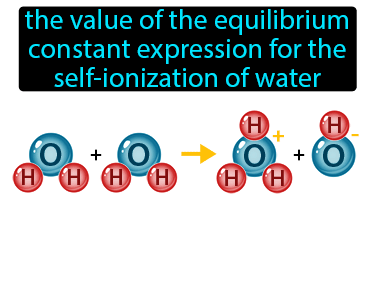 the value of the equilibrium
constant expression for the
self-ionization of water
H H +
O + O → O + O -
H H H H H H